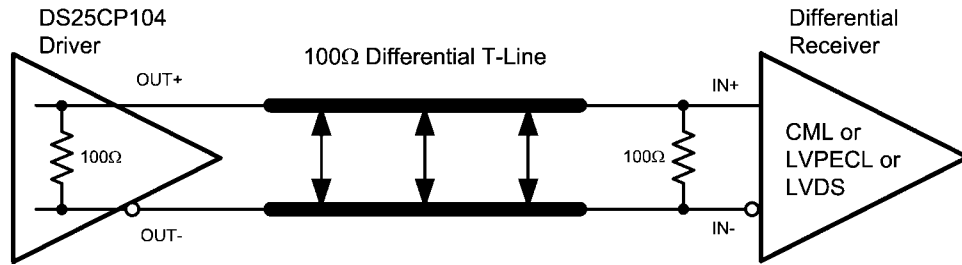 DS25CP104
Driver
Differential
Receiver
100Ω Differential T-Line
OUT+
IN+
100Ω
100Ω
CML or
LVPECL or
LVDS
OUT-
IN-